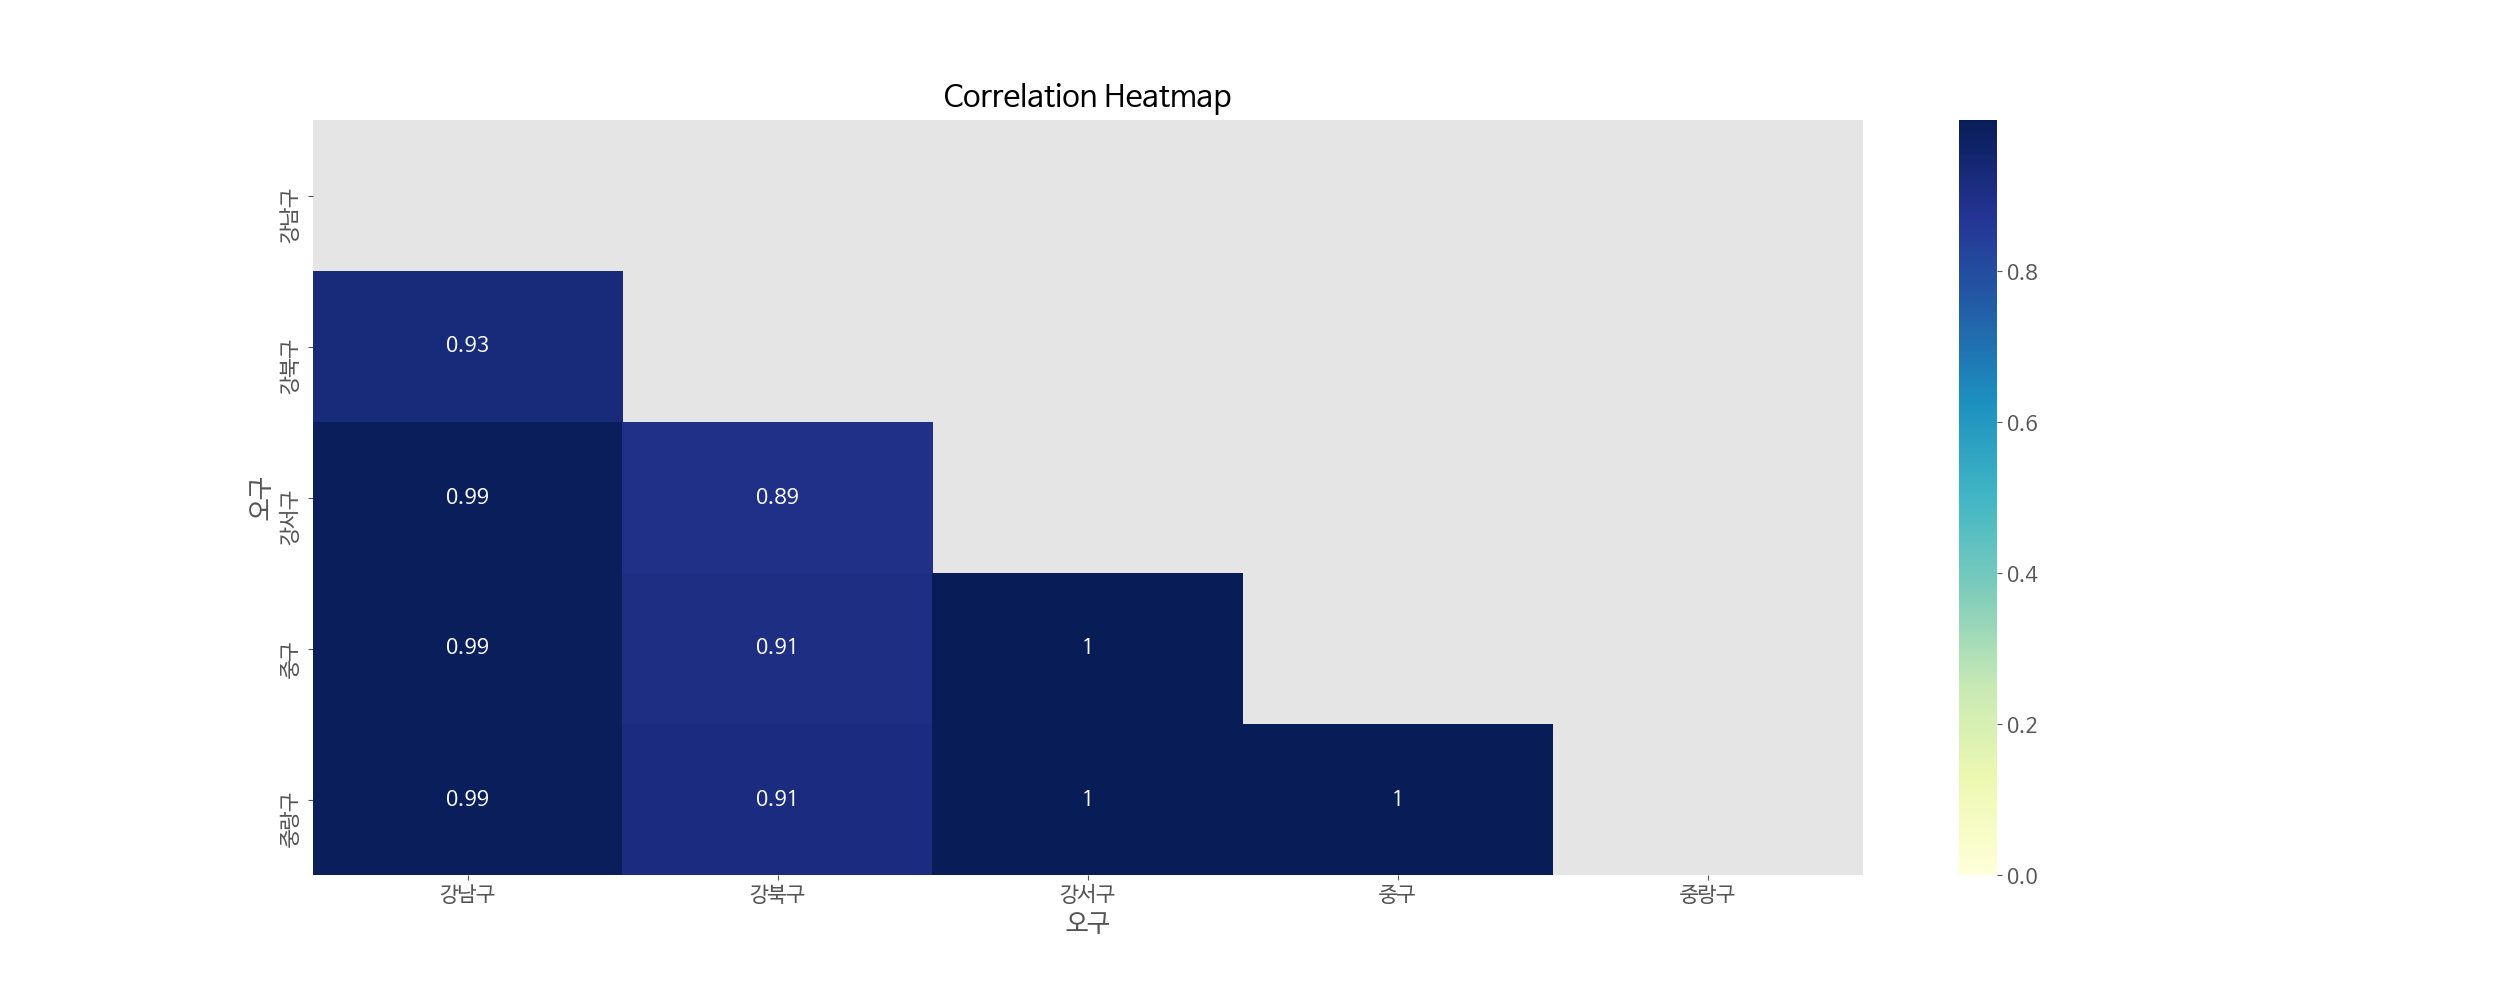 Correlation Heatmap
강남구
0.93
강북구
0.8
0.99 0.89
강서구
오구
0.6
0.99 0.91 1
중구
0.4
0.99 0.91 1 1
중랑구
0.2
0.0
강남구 강북구 강서구 중구 중랑구
오구